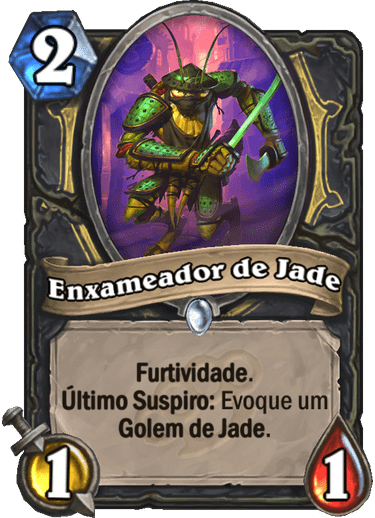 2
Enxameador de Jade
Furtividade.
Último Suspiro: Evoque um
Golem de Jade.
1
1